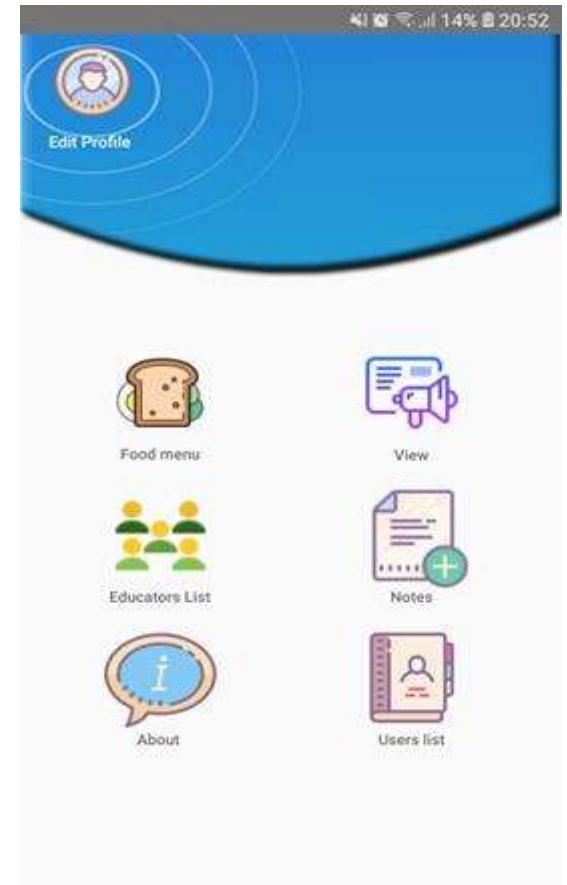 14% 20:52
Edit Profile
Food menu
View
Educators List
Notes
i
About
Users list